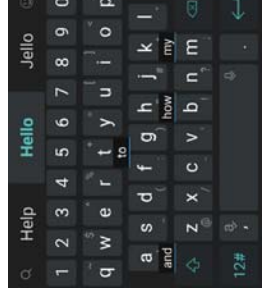 Help Hello Jello
1 2 3 4 5 6 7 8 9 0
q w e r t y u i o p
to
a s d f g h j k l
and how my
z x c v b n m
12# , .